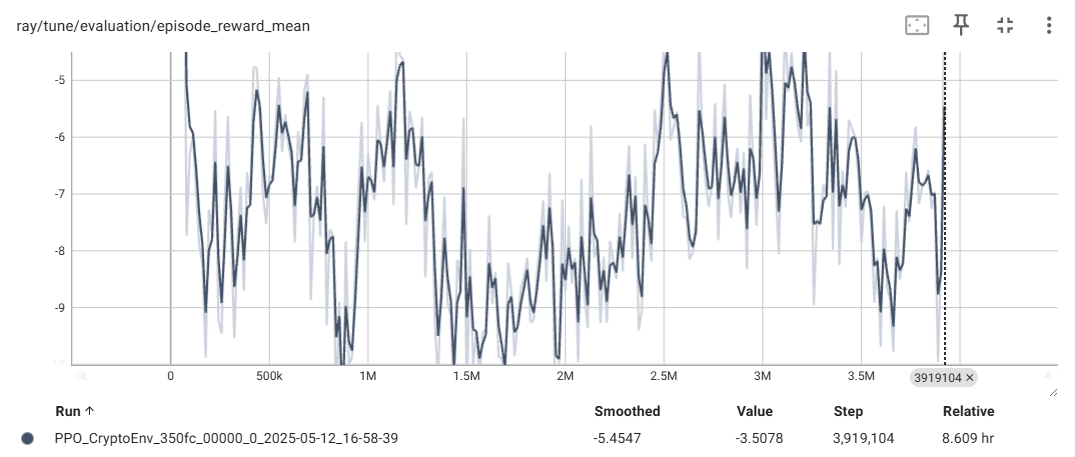 ray/tune/evaluation/episode_reward_mean
-5
-6
-7
-8
-9
0 500k 1M 1.5M 2M 2.5M 3M 3.5M 3919104 × 4
Run ↑ Smoothed Value Step Relative
PPO_CryptoEnv_350fc_00000_0_2025-05-12_16-58-39 -5.4547 -3.5078 3,919,104 8.609 hr